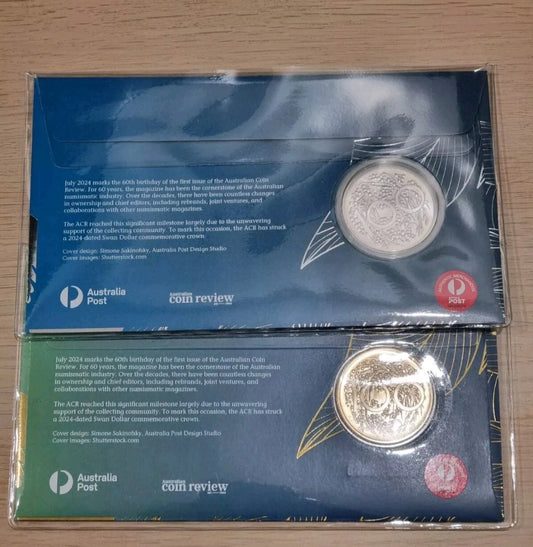 July 2024 marks the 60th birthday of the first issue of the Australian Coin
Review. For 60 years, the magazine has been the cornerstone of the Australian
numismatic industry. Over the decades, there have been countless changes
in ownership and chief editors, including rebrands, joint ventures, and
collaborations with other numismatic magazines.
The ACR reached this significant milestone largely due to the unwavering
support of the collecting community. To mark this occasion, the ACR has struck
a 2024-dated Swan Dollar commemorative crown.
Cover design: Simone Sakinofsky, Australia Post Design Studio
Cover images: Shutterstock.com
Australia
Post
Australian
coin review
POST
July 2024 marks the 60th birthday of the first issue of the Australian Coin
Review. For 60 years, the magazine has been the cornerstone of the Australian
numismatic industry. Over the decades, there have been countless changes
in ownership and chief editors, including rebrands, joint ventures, and
collaborations with other numismatic magazines.
The ACR reached this significant milestone largely due to the unwavering
support of the collecting community. To mark this occasion, the ACR has struck
a 2024-dated Swan Dollar commemorative crown.
Cover design: Simone Sakinofsky, Australia Post Design Studio
Cover images: Shutterstock.com
Australia
Post
Australian
coin review